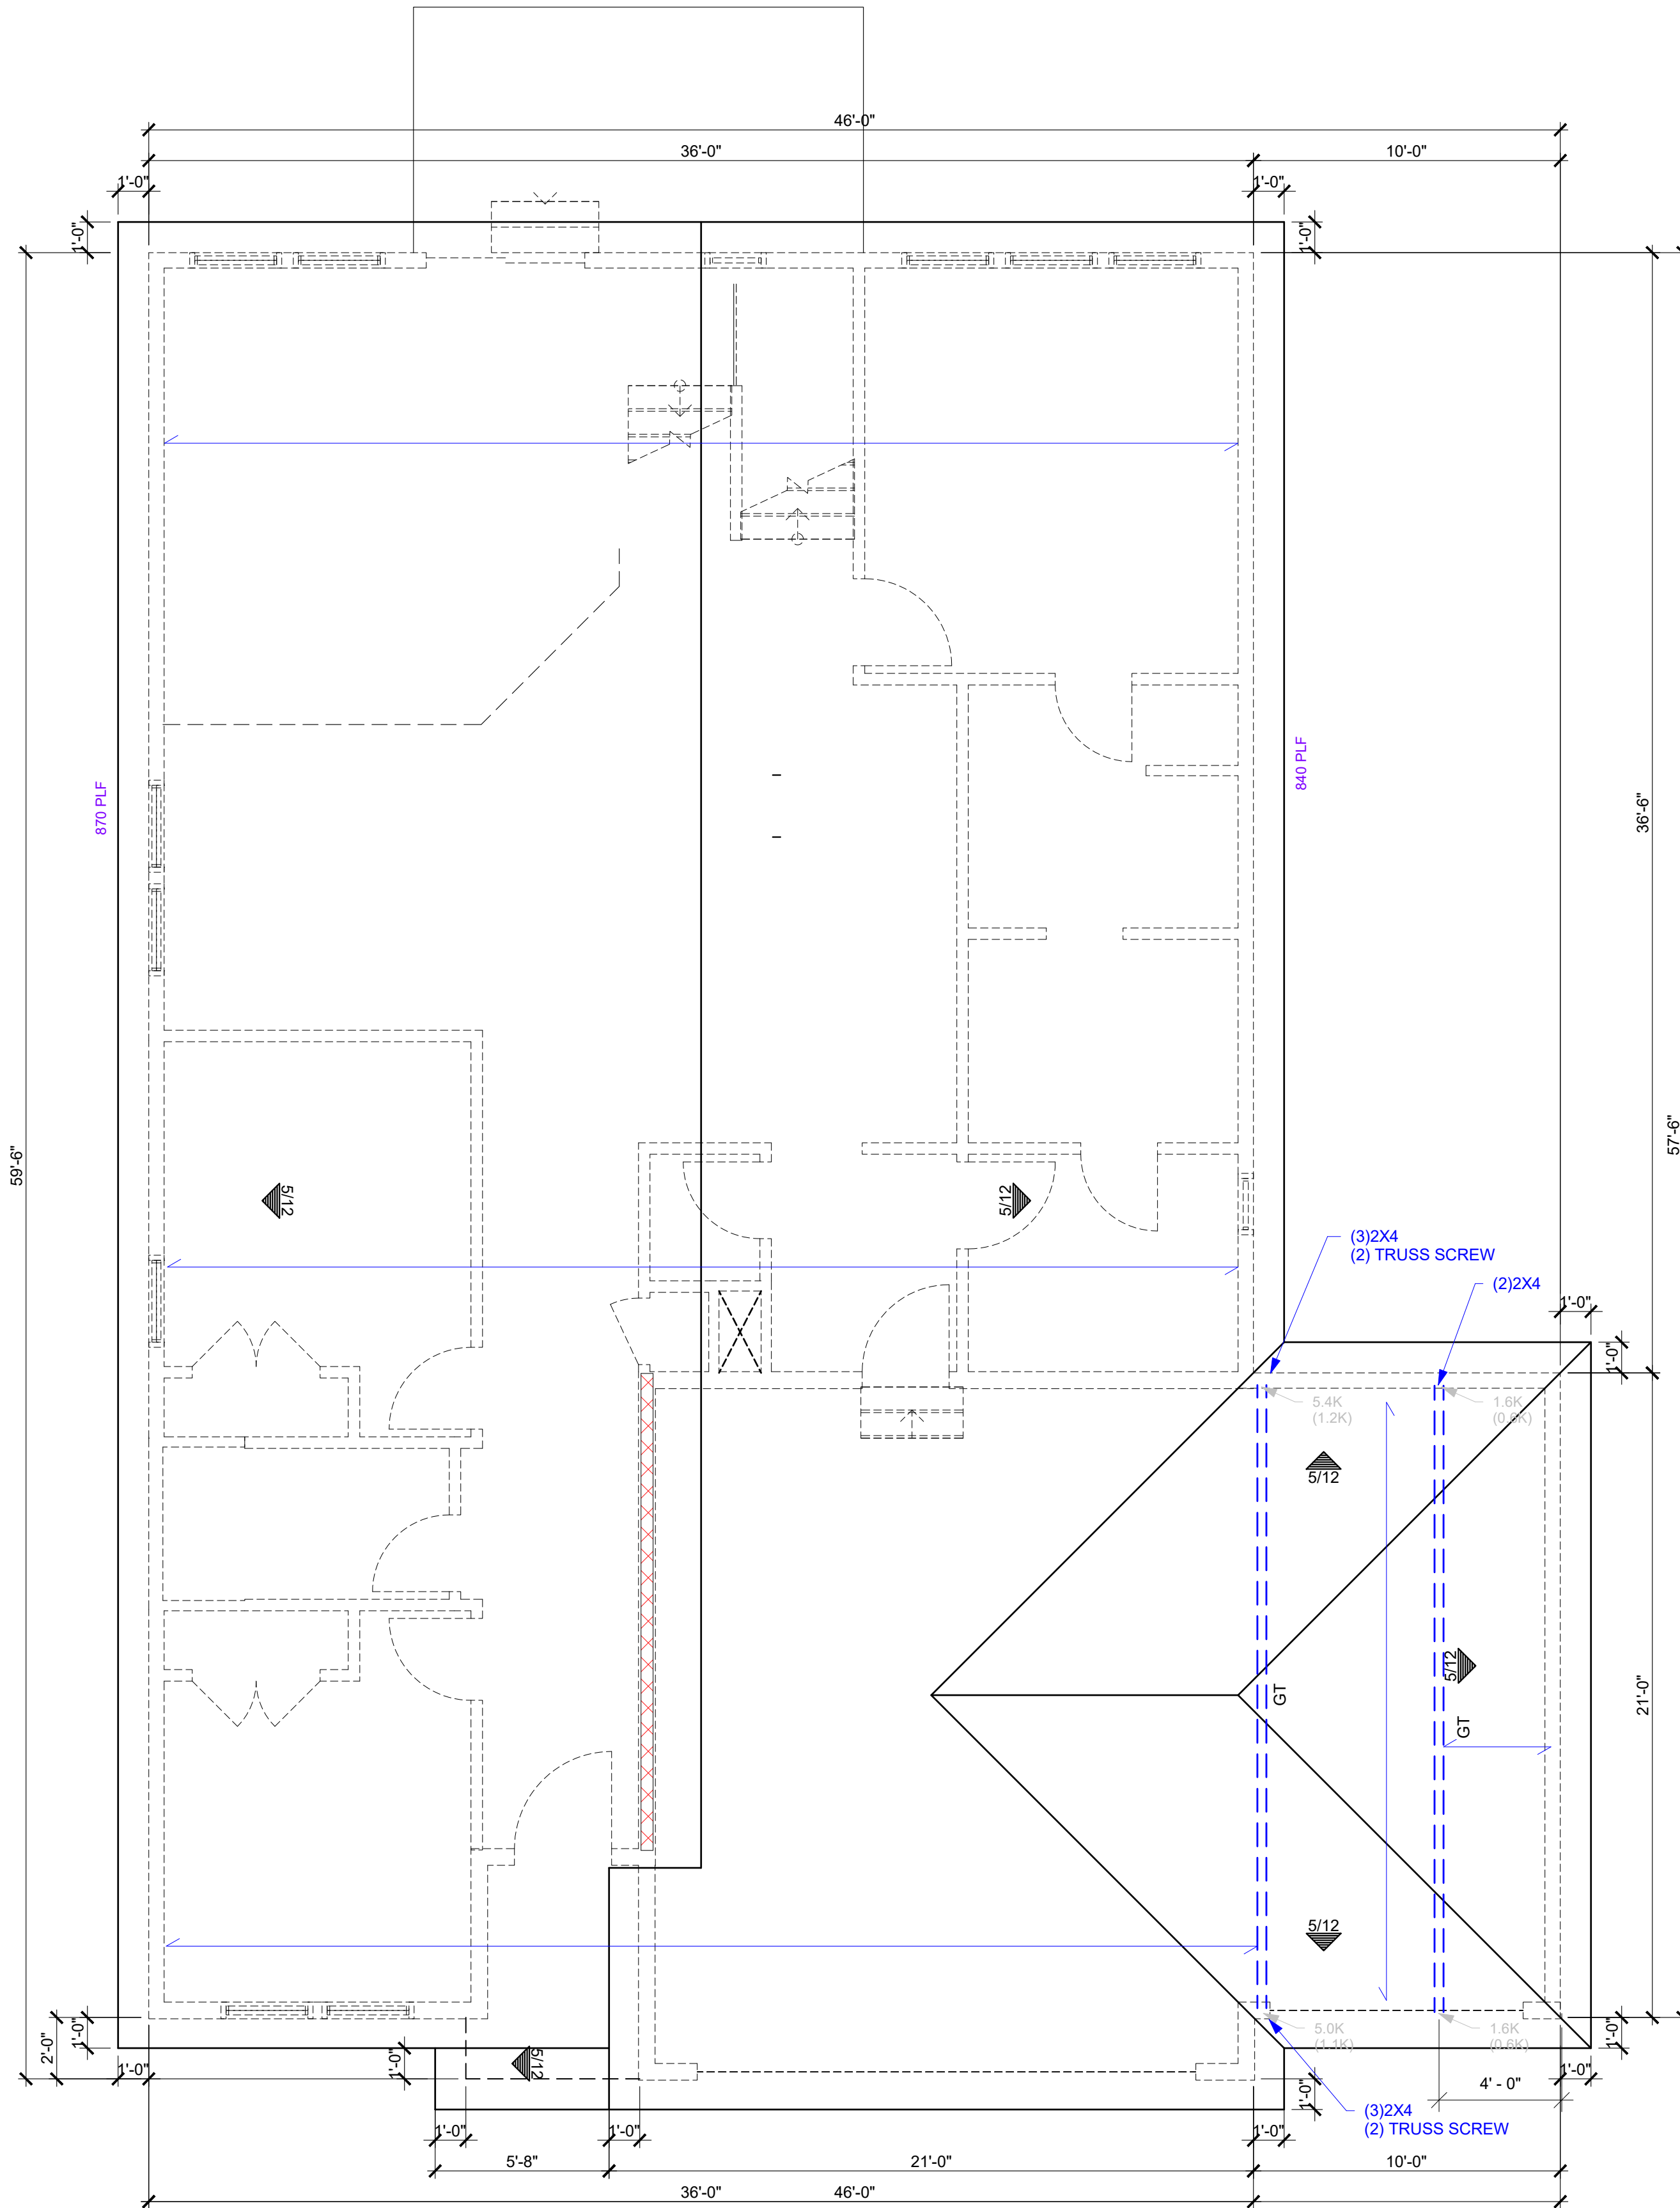 46'-0"
36'-0"
10'-0"
1'-0"
1'-0"
1'-0"
1'-0"
870 PLF
840 PLF
36'-6"
59'-6"
57'-6"
5/12
5/12
(3)2X4
(2) TRUSS SCREW
(2)2X4
1'-0"
1'-0"
5.4K
(1.2K)
1.6K
(0.6K)
5/12
5/12
GT
GT
21'-0"
5/12
5.0K
(1.1K)
1.6K
(0.6K)
2'-0"
1'-0"
1'-0"
5/12
1'-0"
1'-0"
1'-0"
1'-0"
4' - 0"
(3)2X4
(2) TRUSS SCREW
1'-0"
1'-0"
1'-0"
5'-8"
21'-0"
10'-0"
36'-0"
46'-0"